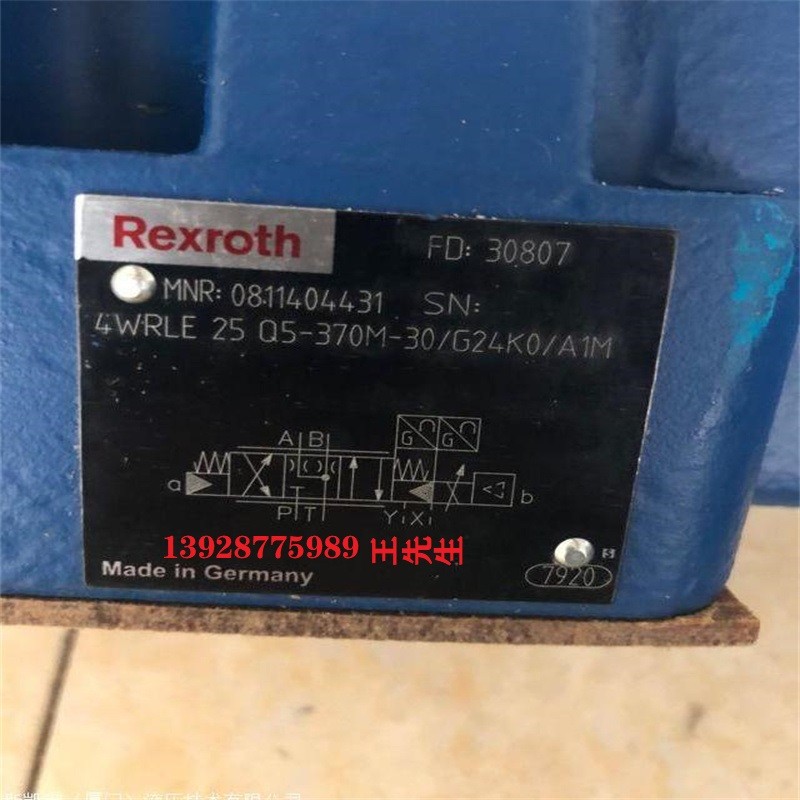 Rexroth
FD: 30807
MNR: 0811404431 SN:
4WRLE 25 Q5-370M-30/G24K0/A1M
A B
G G
a
b
T
P T
Y X
13928775989 王先生
Made in Germany
7920